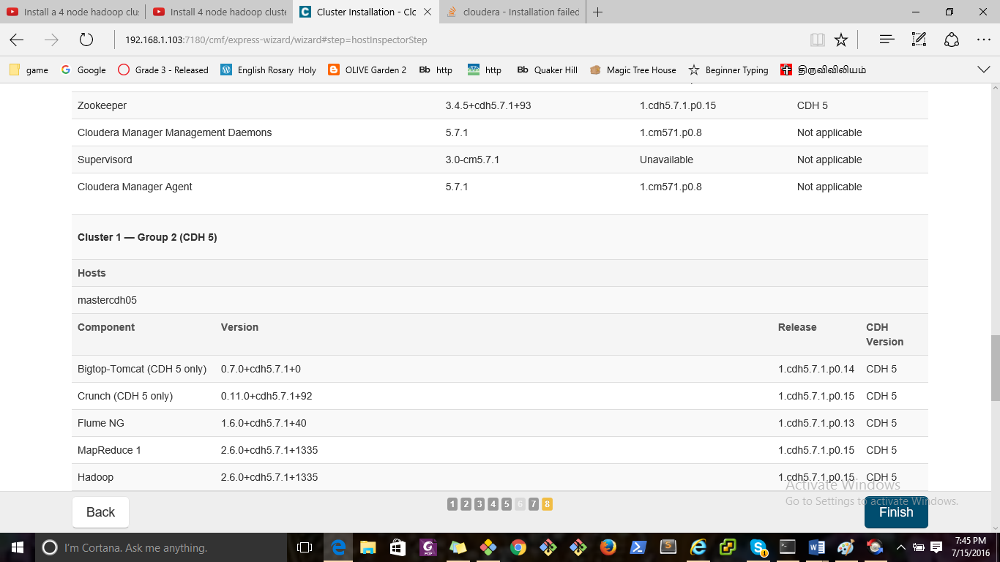 Install a 4 node hadoop clu
Install 4 node hadoop cluste
Cluster Installation - Clo
cloudera - Installation failed
192.168.1.103:7180/cmf/express-wizard/wizard#step=hostInspectorStep
game
Google
Grade 3 - Released
English Rosary Holy
OLIVE Garden 2
Bb http
http
Bb Quaker Hill
Magic Tree House
Beginner Typing
திருவிவிலியம்
Zookeeper 3.4.5+cdh5.7.1+93 1.cdh5.7.1.p0.15 CDH 5
Cloudera Manager Management Daemons 5.7.1 1.cm571.p0.8 Not applicable
Supervisord 3.0-cm5.7.1 Unavailable Not applicable
Cloudera Manager Agent 5.7.1 1.cm571.p0.8 Not applicable
Cluster 1 — Group 2 (CDH 5)
Hosts
mastercdh05
Component Version Release CDH
Version
Bigtop-Tomcat (CDH 5 only) 0.7.0+cdh5.7.1+0 1.cdh5.7.1.p0.14 CDH 5
Crunch (CDH 5 only) 0.11.0+cdh5.7.1+92 1.cdh5.7.1.p0.15 CDH 5
Flume NG 1.6.0+cdh5.7.1+40 1.cdh5.7.1.p0.13 CDH 5
MapReduce 1 2.6.0+cdh5.7.1+1335 1.cdh5.7.1.p0.15 CDH 5
Hadoop 2.6.0+cdh5.7.1+1335 1.cdh5.7.1.p0.15 CDH 5
Activate Windows
Go to Settings to activate Windows.
Back
1 2 3 4 5 6 7 8
Finish
I'm Cortana. Ask me anything.
7:45 PM
7/15/2016